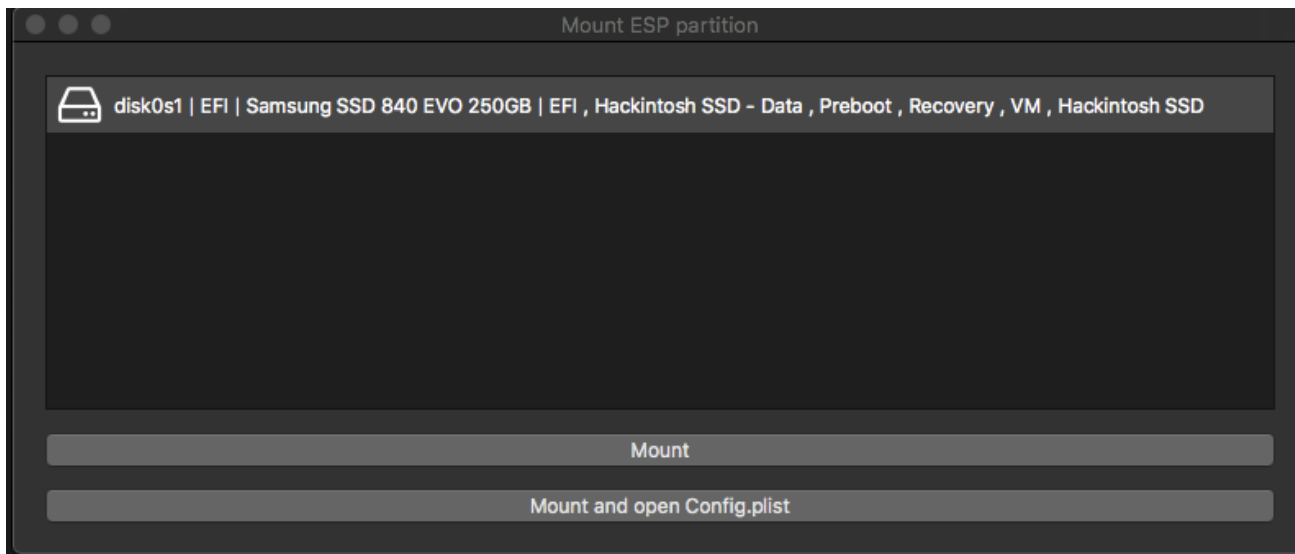 Mount ESP partition
disk0s1 | EFI | Samsung SSD 840 EVO 250GB | EFI , Hackintosh SSD - Data , Preboot , Recovery , VM , Hackintosh SSD
Mount
Mount and open Config.plist